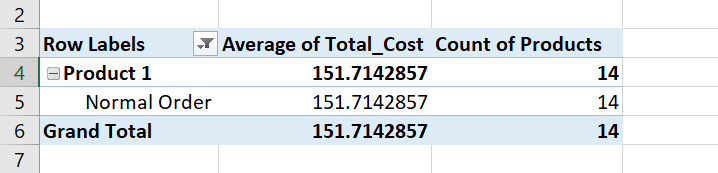 2
3 Row Labels Average of Total_Cost Count of Products
4 Product 1 151.7142857 14
5 Normal Order 151.7142857 14
6 Grand Total 151.7142857 14
7